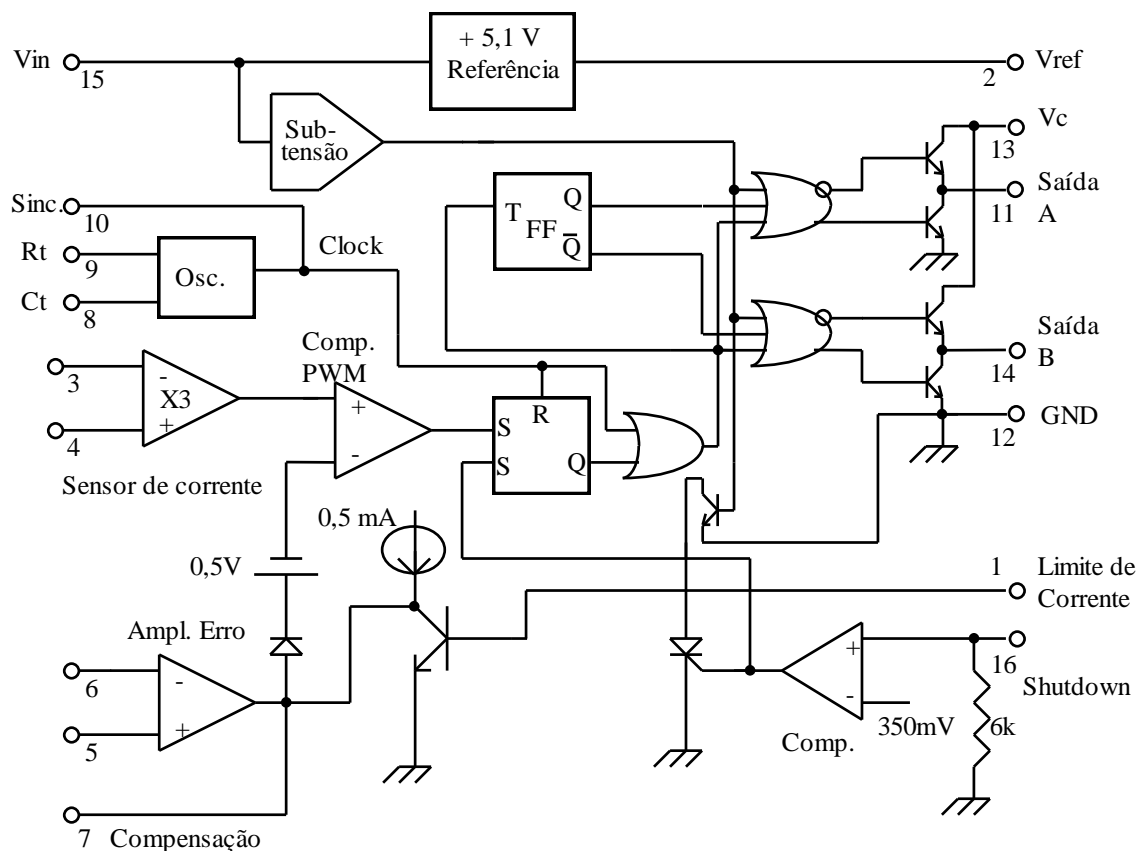 + 5,1 V
Referência
Vin
15
2
Vref
Sub-
tensão
Vc
13
Saída
A
11
Sinc.
10
T
FF
Q
Q̅
Rt
9
Osc.
Clock
Ct
8
Saída
B
14
Comp.
PWM
3
-
X3
+
4
+
-
R
S
S
Q
GND
12
Sensor de corrente
0,5 mA
0,5V
1
Limite de
Corrente
Ampl. Erro
6
-
+
5
+
-
16
Shutdown
350mV
6k
Comp.
7
Compensação